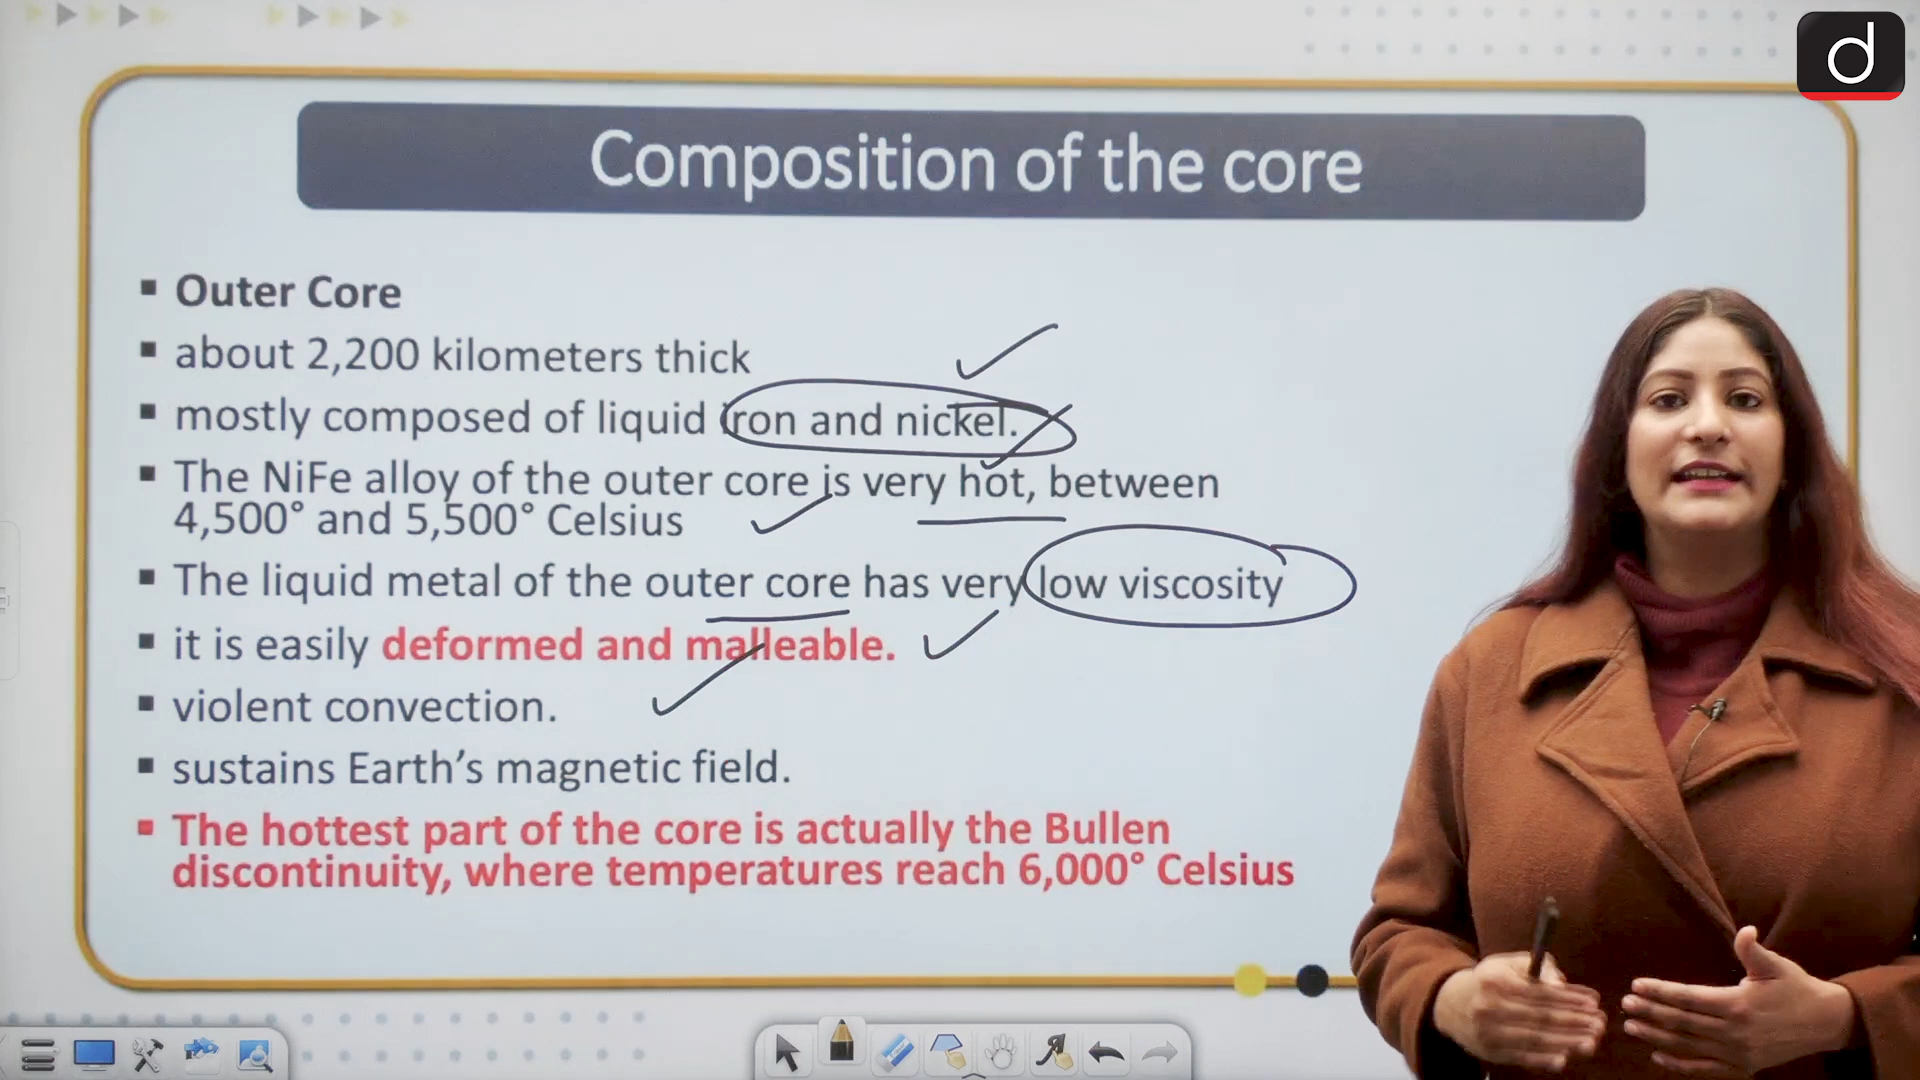 d
Composition of the core
▪ Outer Core
▪ about 2,200 kilometers thick
▪ mostly composed of liquid iron and nickel.
▪ The NiFe alloy of the outer core is very hot, between
4,500° and 5,500° Celsius
▪ The liquid metal of the outer core has very low viscosity
▪ it is easily deformed and malleable.
▪ violent convection.
▪ sustains Earth's magnetic field.
▪ The hottest part of the core is actually the Bullen
discontinuity, where temperatures reach 6,000° Celsius